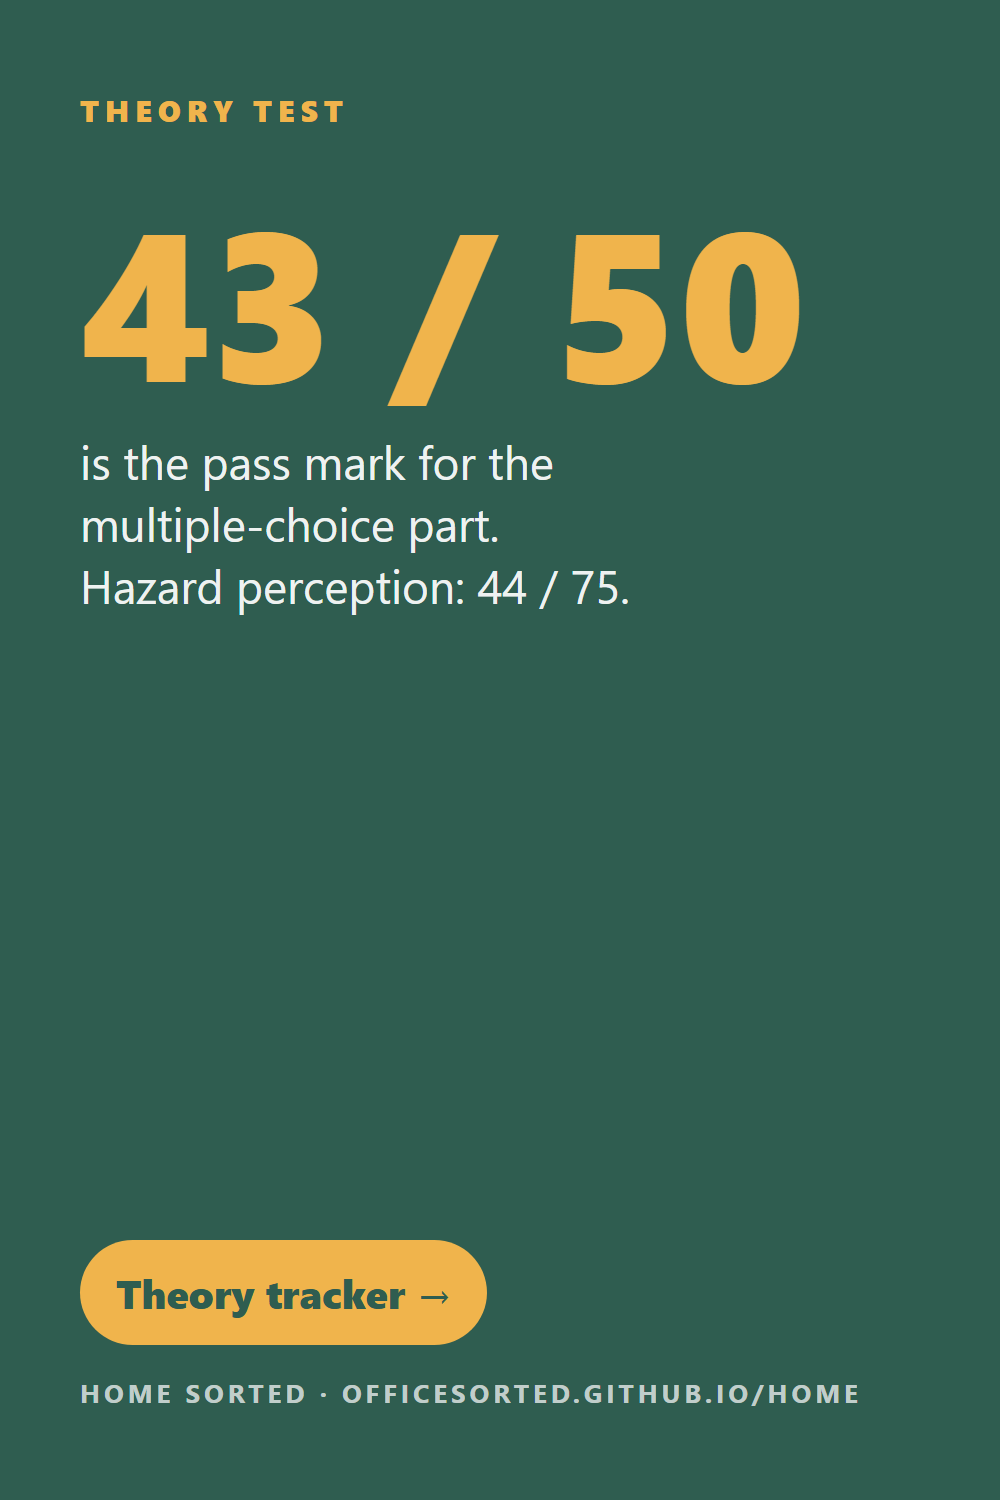 THEORY TEST
43 / 50
is the pass mark for the
multiple-choice part.
Hazard perception: 44 / 75.
Theory tracker →
HOME SORTED · OFFICESORTED.GITHUB.IO/HOME